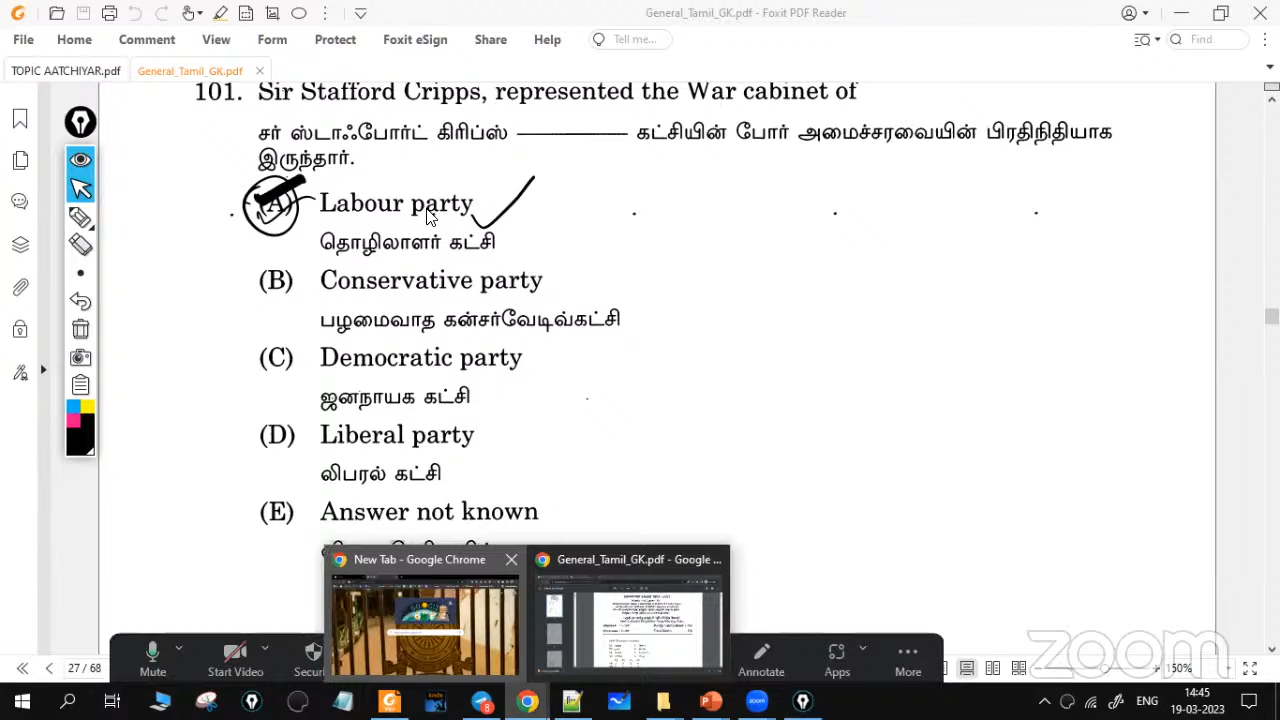 General_Tamil_GK.pdf - Foxit PDF Reader
File Home Comment View Form Protect Foxit eSign Share Help Tell me... Find
TOPIC AATCHIYAR.pdf General_Tamil_GK.pdf
101. Sir Stafford Cripps, represented the War cabinet of
சர் ஸ்டாஃபோர்ட் கிரிப்ஸ் ———— கட்சியின் போர் அமைச்சரவையின் பிரதிநிதியாக
இருந்தார்.
(A) Labour party
தொழிலாளர் கட்சி
(B) Conservative party
பழமைவாத கன்சர்வேடிவ்கட்சி
(C) Democratic party
ஜனநாயக கட்சி
(D) Liberal party
லிபரல் கட்சி
(E) Answer not known
New Tab - Google Chrome General_Tamil_GK.pdf - Google ...
Mute Start Video Securi Annotate Apps More
zoom
27 / 68 150%
ENG 14:45
19-03-2023